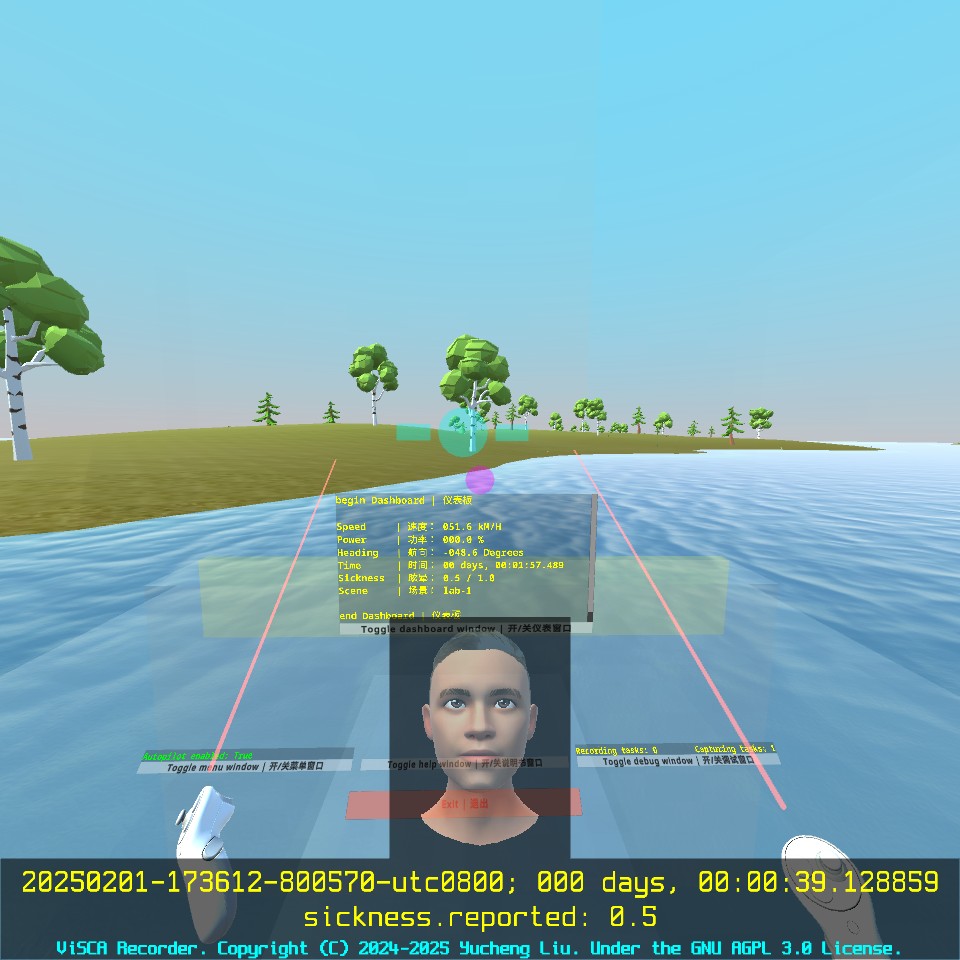 begin Dashboard | 仪表板
Speed | 速度： 051.6 kM/H
Power | 功率： 000.0 %
Heading | 航向： -048.6 Degrees
Time | 时间： 00 days, 00:01:57.489
Sickness | 眩晕： 0.5 / 1.0
Scene | 场景： lab-1
end Dashboard | 仪表板
Toggle dashboard window | 开/关仪表窗口
Autopilot enabled: True
Toggle menu window | 开/关菜单窗口
Toggle help window | 开/关说明书窗口
Recording tasks: 0 Capturing tasks: 1
Toggle debug window | 开/关调试窗口
Exit | 退出
20250201-173612-800570-utc0800; 000 days, 00:00:39.128859
sickness.reported: 0.5
ViSCA Recorder. Copyright (C) 2024-2025 Yucheng Liu. Under the GNU AGPL 3.0 License.